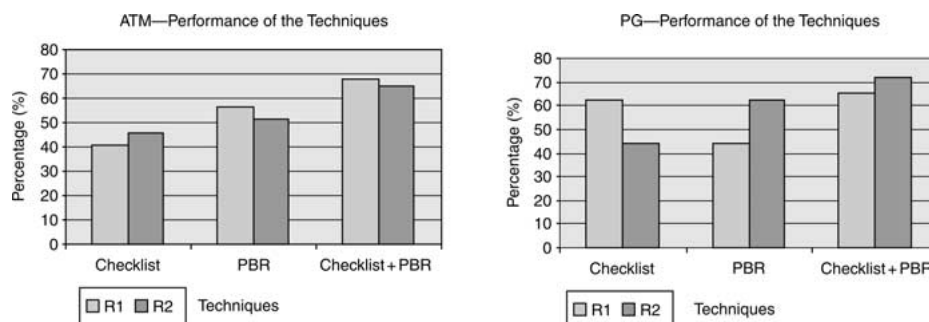 ATM—Performance of the Techniques
80
70
60
50
40
30
20
10
0
Percentage (%)
Checklist
PBR
Checklist + PBR
R1 R2 Techniques
PG—Performance of the Techniques
80
70
60
50
40
30
20
10
0
Percentage (%)
Checklist
PBR
Checklist + PBR
R1 R2 Techniques